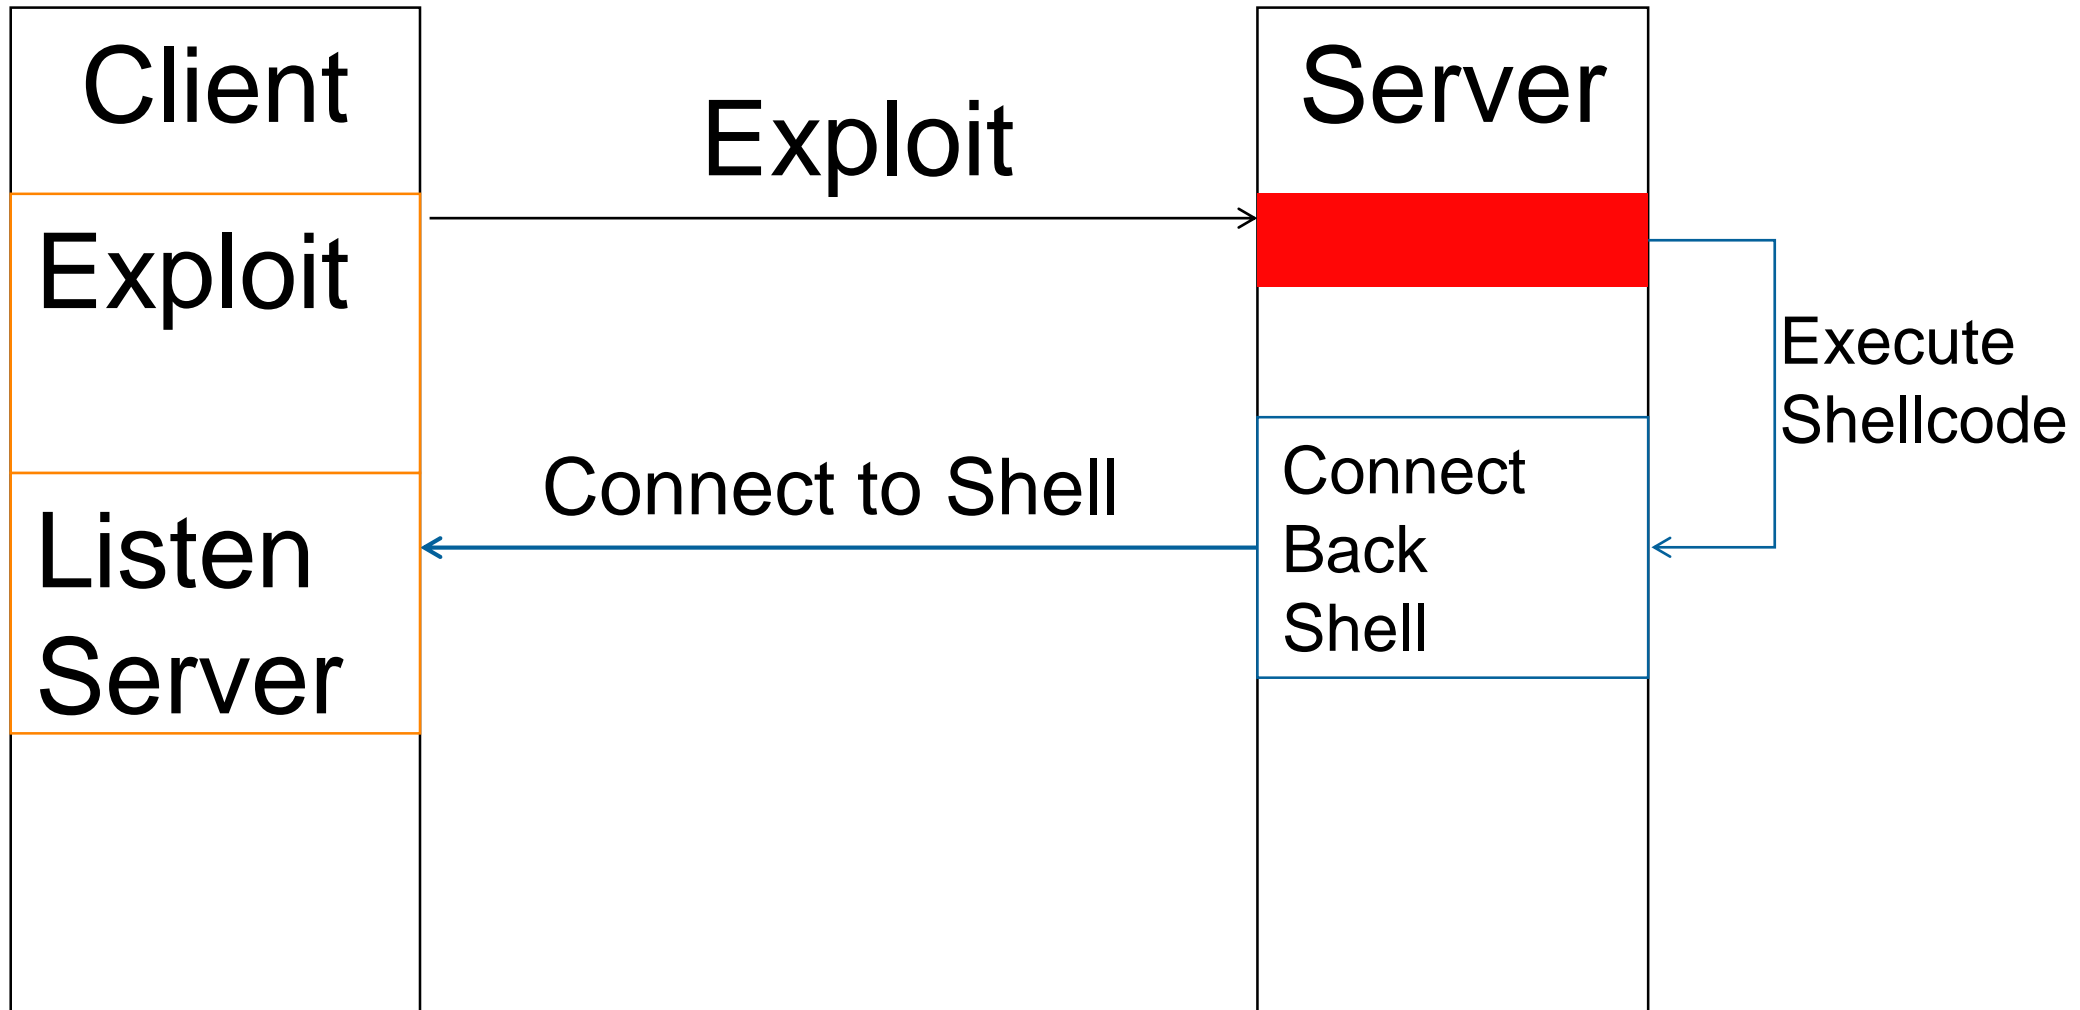 Client
Exploit
Server
Exploit
Execute
Shellcode
Connect to Shell
Connect
Back
Shell
Listen
Server